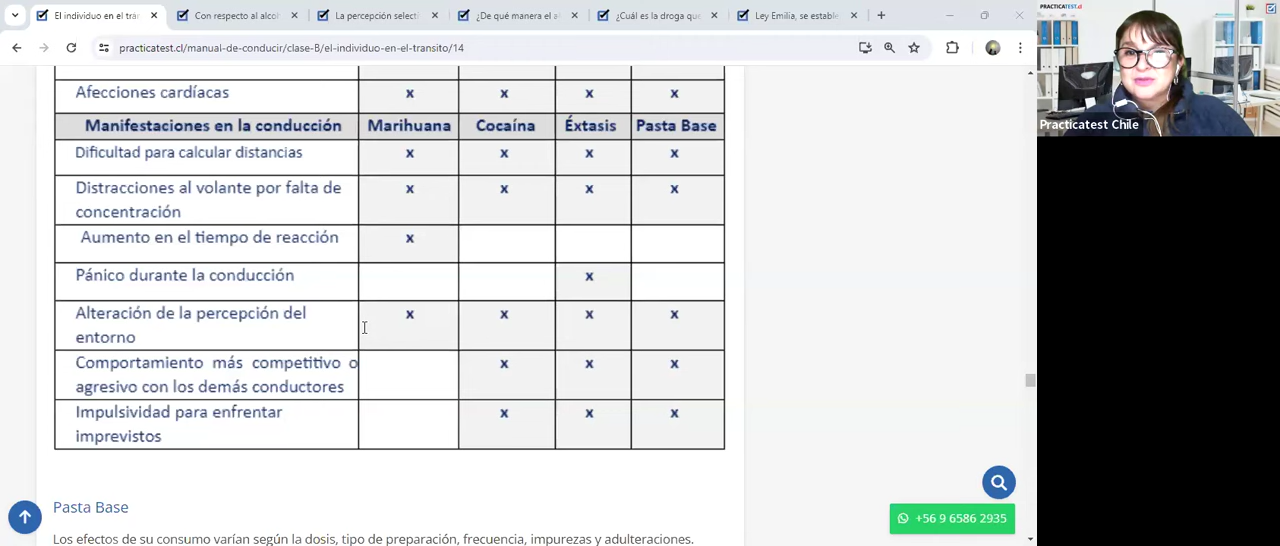 El individuo en el trán
Con respecto al alcol
La percepción selecti
¿De qué manera el a
¿Cuál es la droga qu
Ley Emilia, se estable
practicatest.cl/manual-de-conducir/clase-B/el-individuo-en-el-transito/14
PRACTICATEST.cl
Practicatest Chile
Afecciones cardíacas x x x x
Manifestaciones en la conducción Marihuana Cocaína Éxtasis Pasta Base
Dificultad para calcular distancias x x x x
Distracciones al volante por falta de x x x x
concentración
Aumento en el tiempo de reacción x
Pánico durante la conducción x
Alteración de la percepción del x x x x
entorno
Comportamiento más competitivo o x x x
agresivo con los demás conductores
Impulsividad para enfrentar x x x
imprevistos
Pasta Base
Los efectos de su consumo varían según la dosis, tipo de preparación, frecuencia, impurezas y adulteraciones.
+56 9 6586 2935